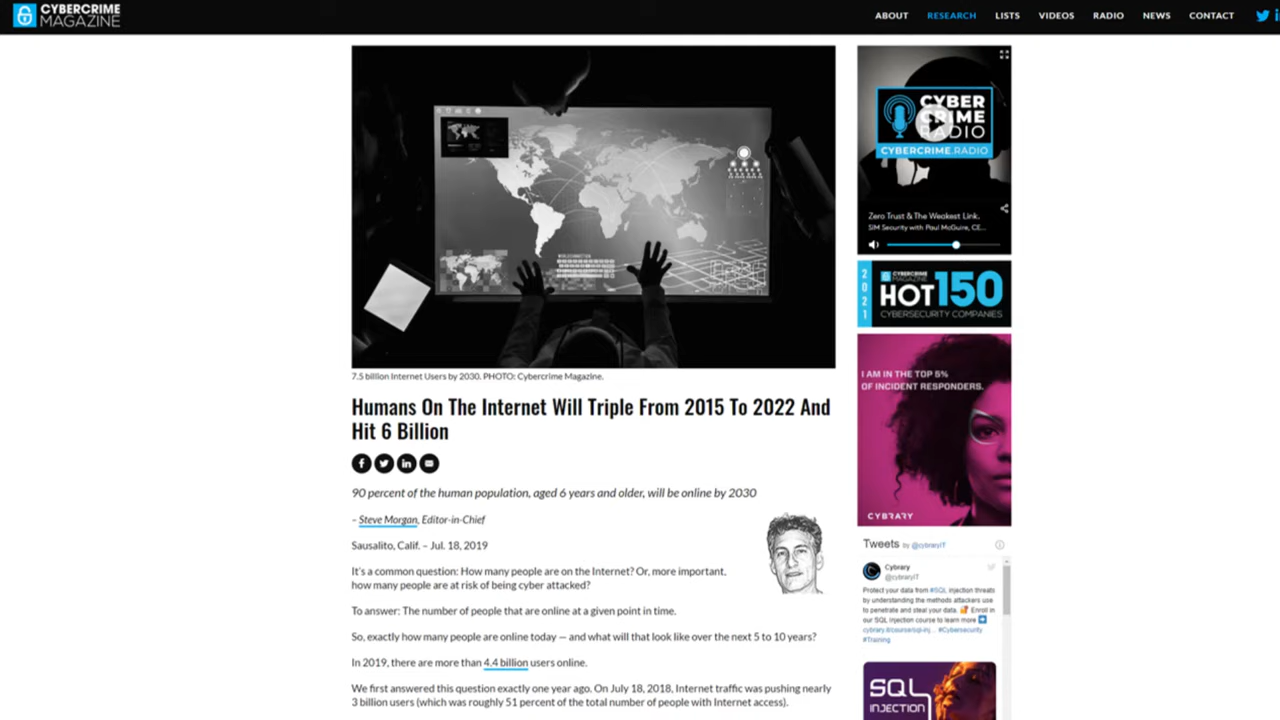 CYBERCRIME
MAGAZINE
ABOUT
RESEARCH
LISTS
VIDEOS
RADIO
NEWS
CONTACT
7.5 billion Internet Users by 2030. PHOTO: Cybercrime Magazine.
Humans On The Internet Will Triple From 2015 To 2022 And
Hit 6 Billion
90 percent of the human population, aged 6 years and older, will be online by 2030
– Steve Morgan, Editor-in-Chief
Sausalito, Calif. – Jul. 18, 2019
It's a common question: How many people are on the Internet? Or, more important,
how many people are at risk of being cyber attacked?
To answer: The number of people that are online at a given point in time.
So, exactly how many people are online today — and what will that look like over the next 5 to 10 years?
In 2019, there are more than 4.4 billion users online.
We first answered this question exactly one year ago. On July 18, 2018, Internet traffic was pushing nearly
3 billion users (which was roughly 51 percent of the total number of people with Internet access).
CYBER
CRIME
RADIO
CYBERCRIME.RADIO
Zero Trust & The Weakest Link.
SIM Security with Paul McGuire, CE...
2021
CYBERCRIME
MAGAZINE
HOT150
CYBERSECURITY COMPANIES
I AM IN THE TOP 5%
OF INCIDENT RESPONDERS.
CYBRARY
Tweets by @cybraryIT
Cybrary
@cybraryIT
Protect your data from #SQL injection threats
by understanding the methods attackers use
to penetrate and steal your data. Enroll in
our SQL injection course to learn more
cybrary.it/course/sql-inj... #Cybersecurity
#Training
SQL
INJECTION